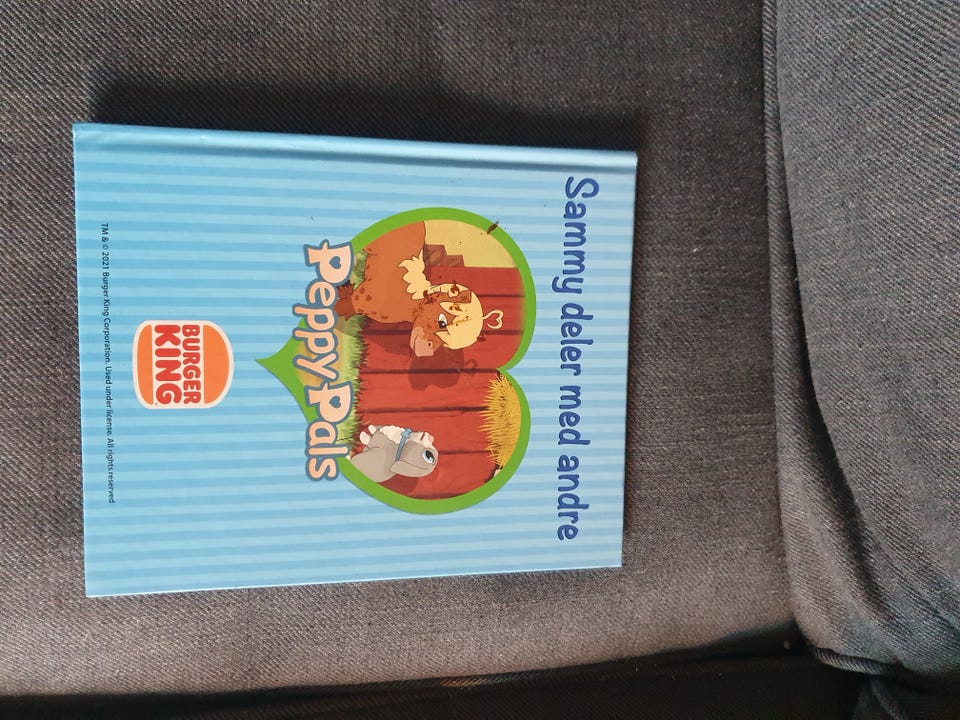 Sammy deler med andre
Peppy Pals
BURGER
KING
TM & © 2021 Burger King Corporation. Used under license. All rights reserved